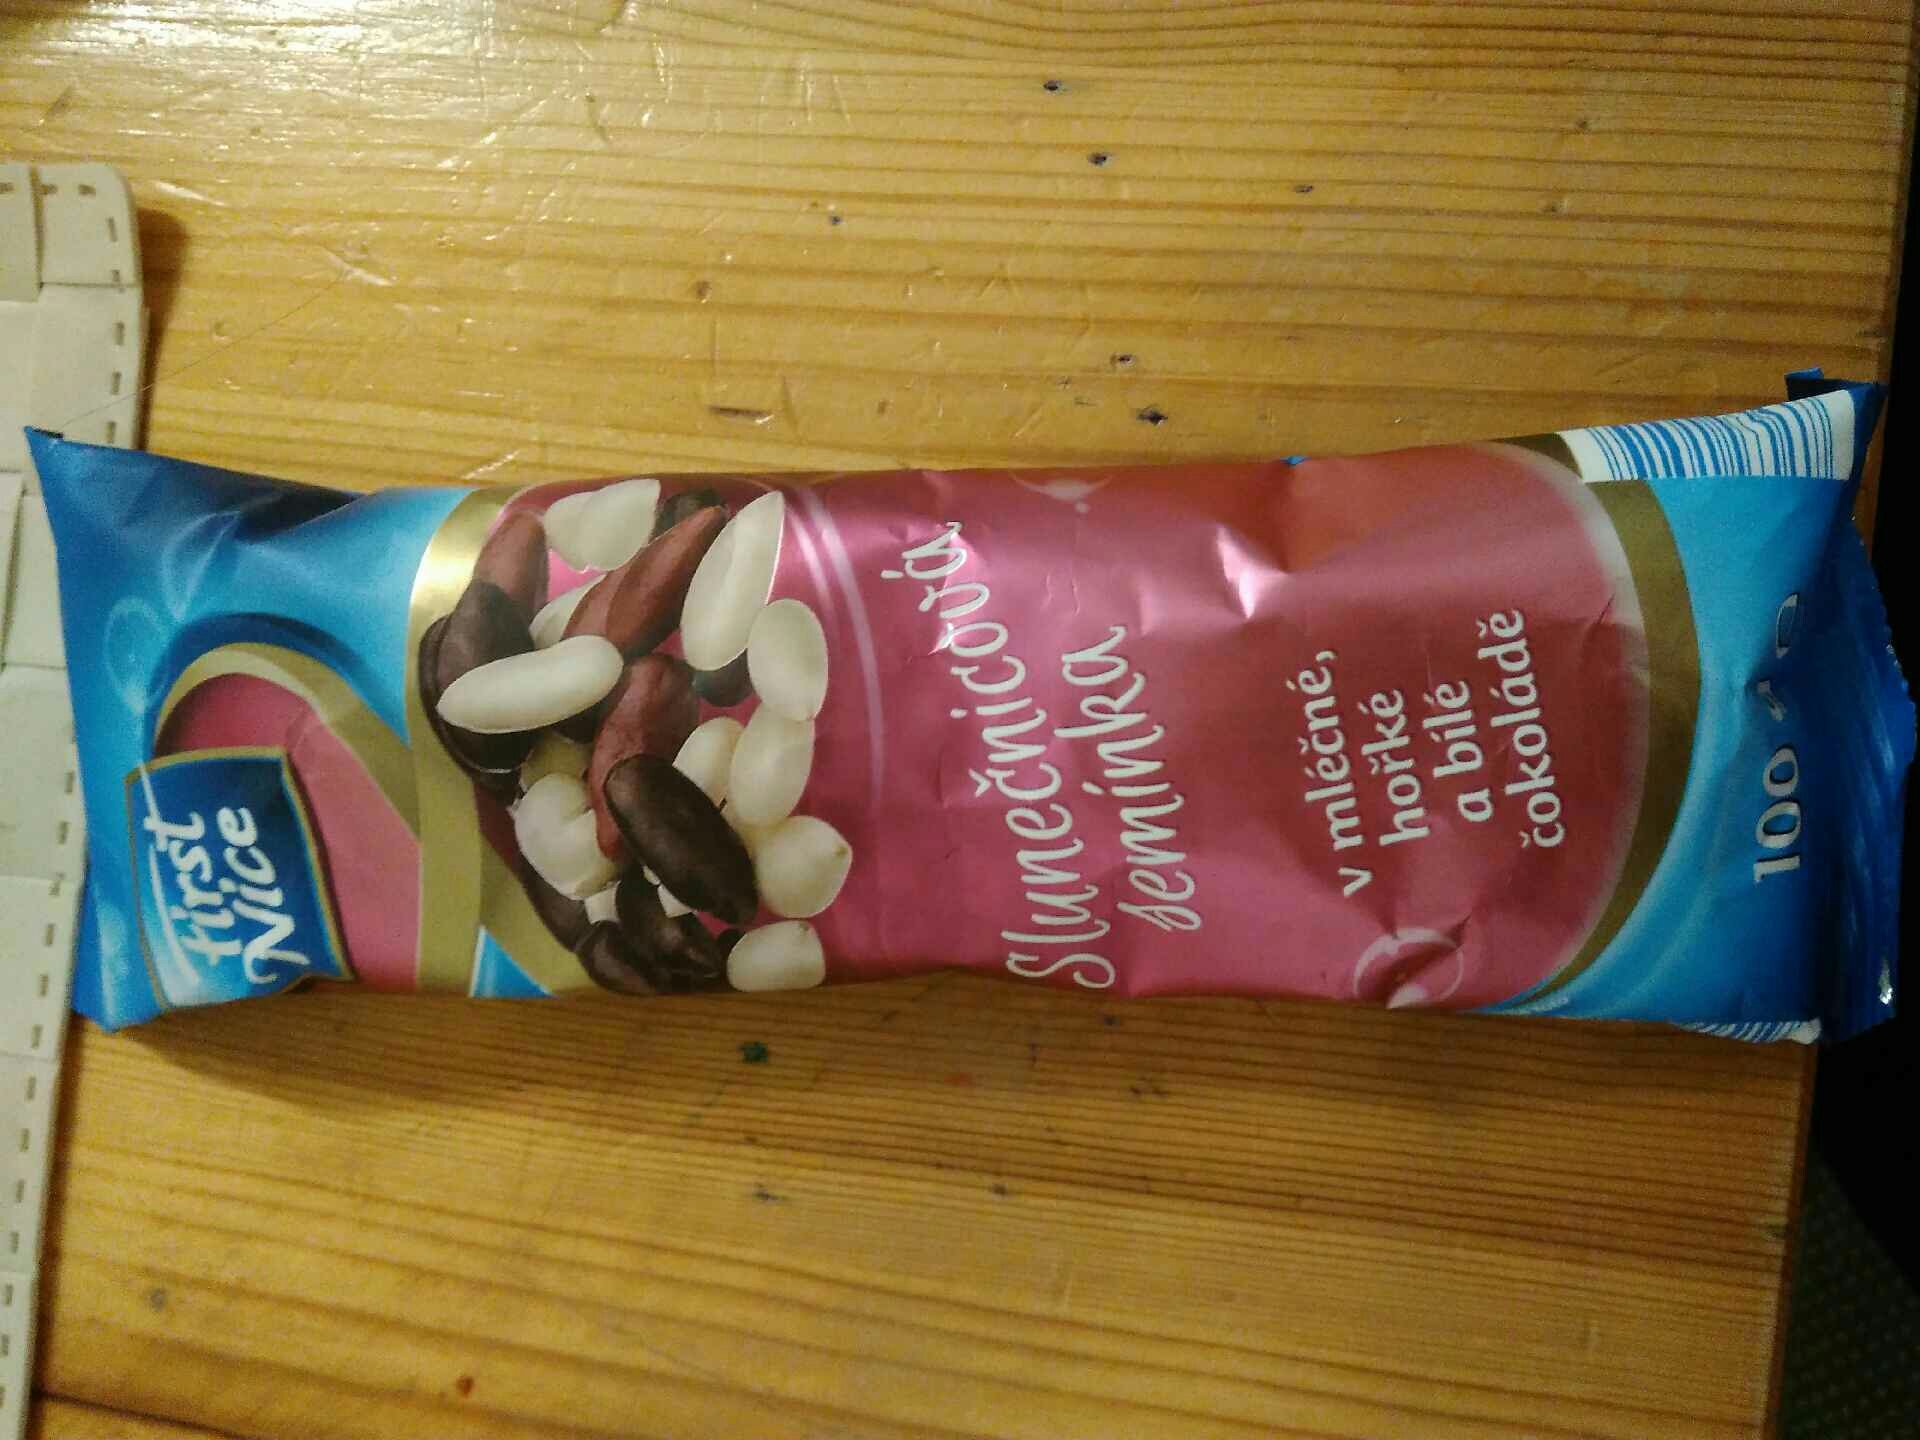 first
Nice
Slunečnicová
semínka
v mléčné,
hořké
a bílé
čokoládě
100 g